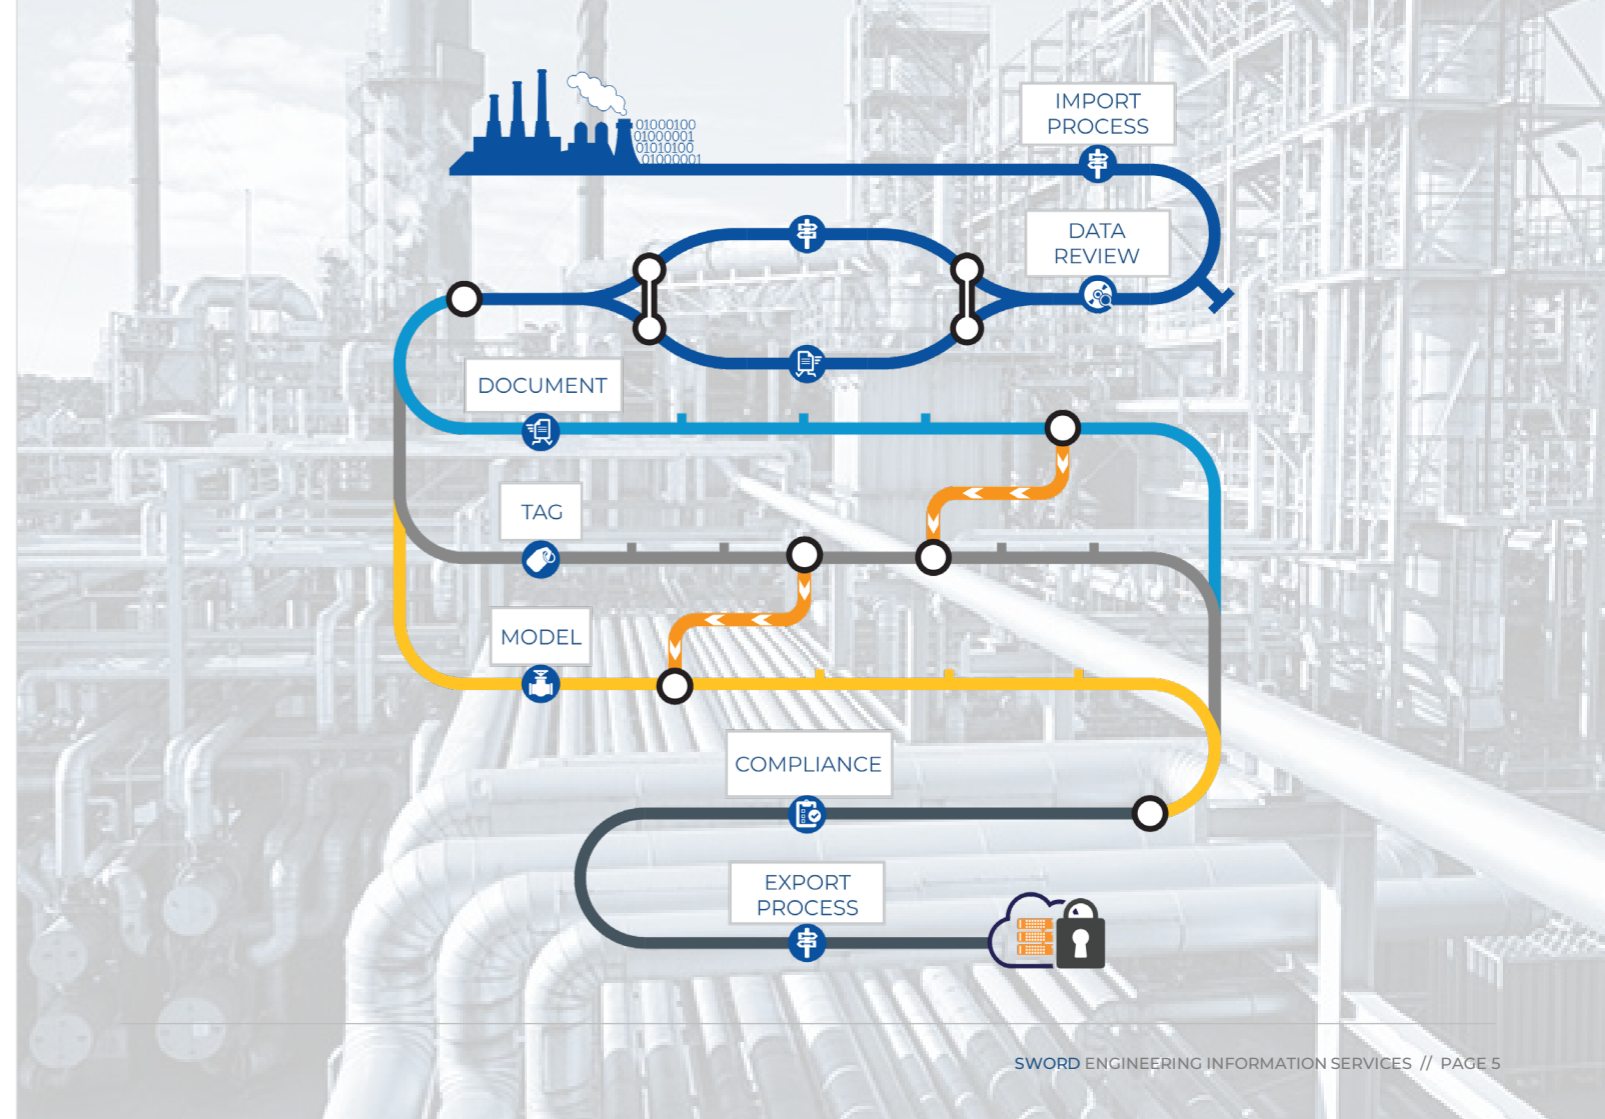 01000100
01000001
01010100
01000001
IMPORT
PROCESS
DATA
REVIEW
DOCUMENT
TAG
MODEL
COMPLIANCE
EXPORT
PROCESS
SWORD ENGINEERING INFORMATION SERVICES // PAGE 5